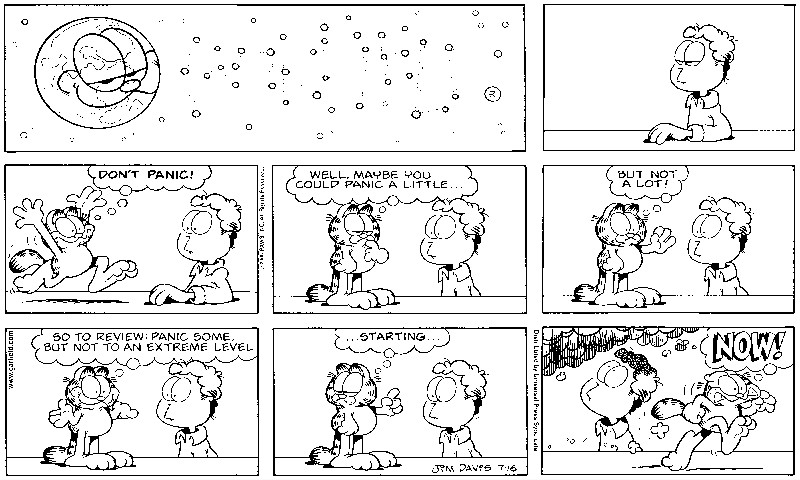 DON'T PANIC!
WELL, MAYBE YOU
COULD PANIC A LITTLE...
BUT NOT
A LOT!
SO TO REVIEW: PANIC SOME,
BUT NOT TO AN EXTREME LEVEL
...STARTING...
NOW!
www.garfield.com
JIM DAVIS 7-16